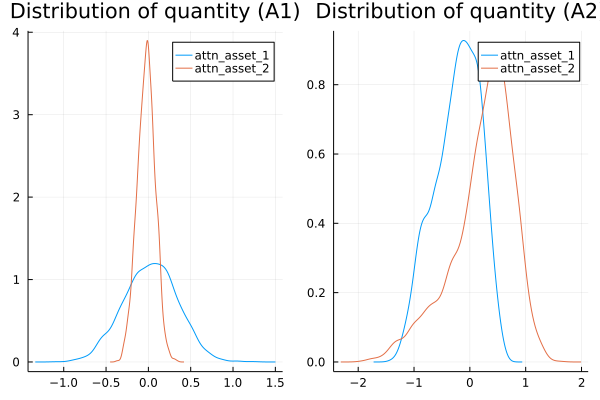 Distribution of quantity (A1)
Distribution of quantity (A2
attn_asset_1
attn_asset_2
attn_asset_1
attn_asset_2
4
3
2
1
0
−1.0 −0.5 0.0 0.5 1.0 1.5
0.8
0.6
0.4
0.2
0.0
−2 −1 0 1 2